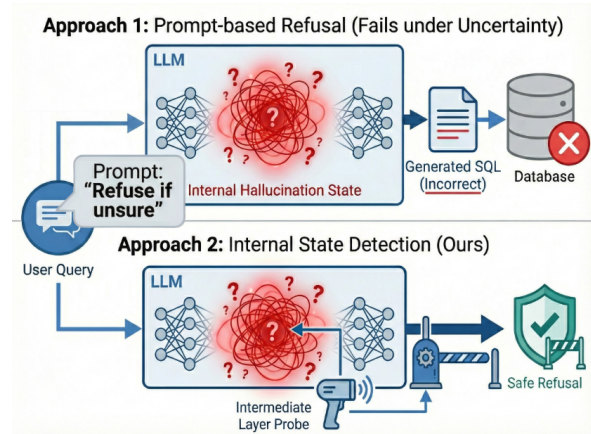 Approach 1: Prompt-based Refusal (Fails under Uncertainty)
LLM
? ? ? ? ? ? ?
Internal Hallucination State
Generated SQL
(Incorrect)
Database
Prompt:
“Refuse if
unsure”
User Query
Approach 2: Internal State Detection (Ours)
LLM
? ? ? ? ? ? ?
Intermediate
Layer Probe
Safe Refusal